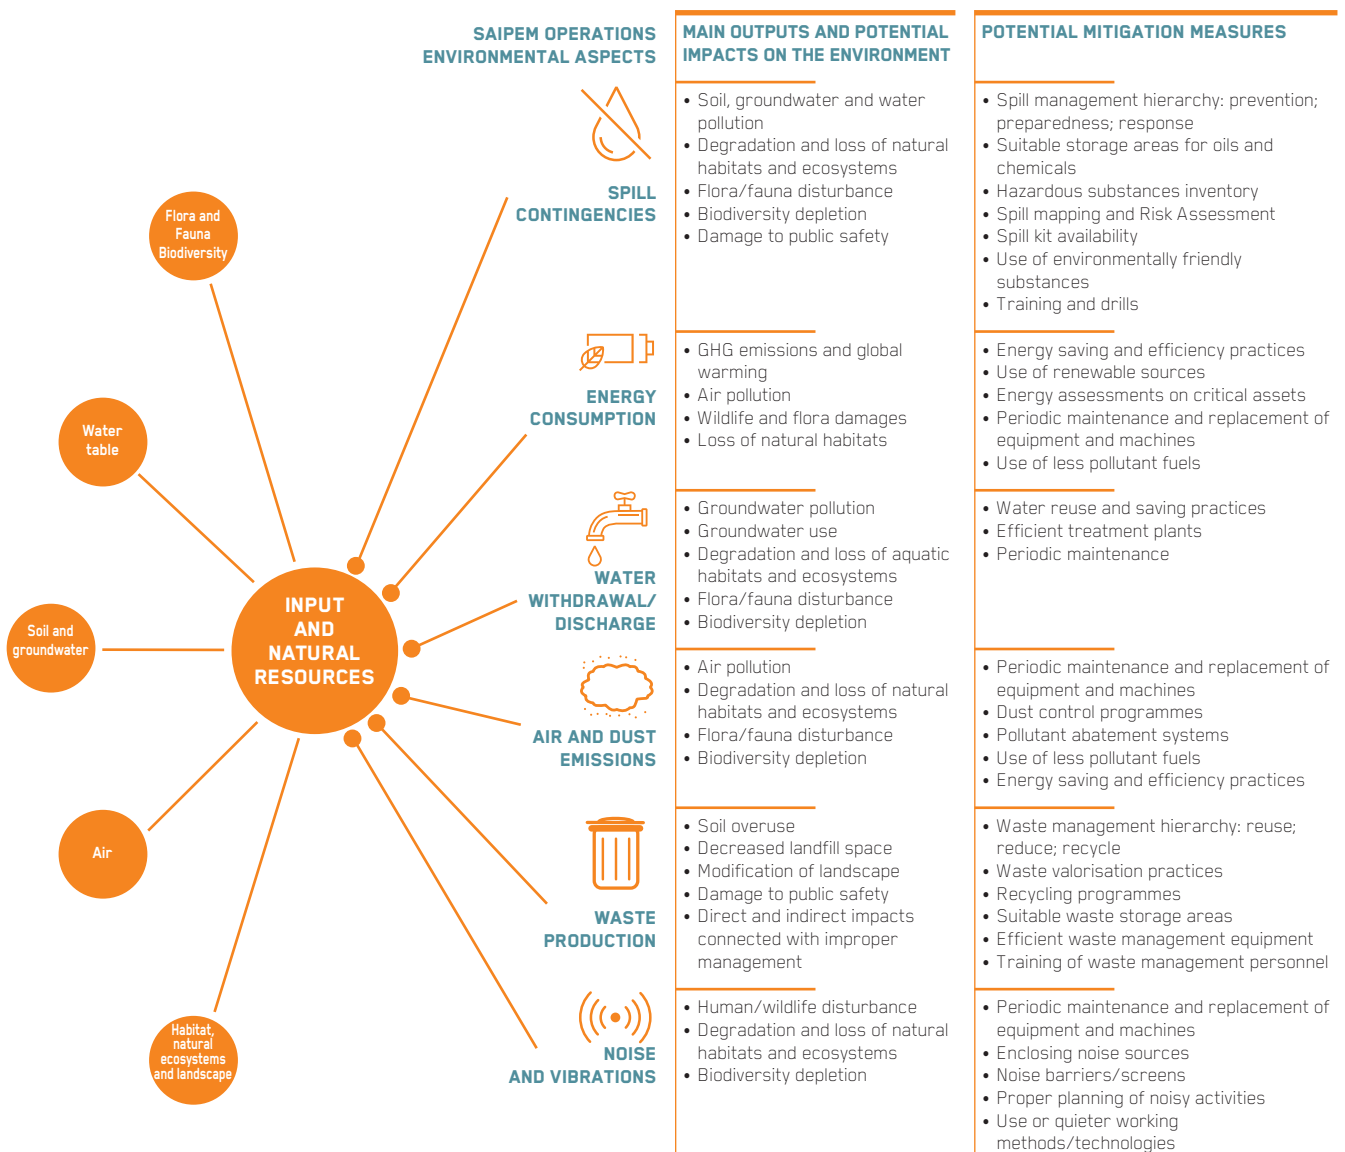 SAIPEM OPERATIONS
ENVIRONMENTAL ASPECTS
MAIN OUTPUTS AND POTENTIAL
IMPACTS ON THE ENVIRONMENT
POTENTIAL MITIGATION MEASURES
Flora and
Fauna
Biodiversity
Water
table
Soil and
groundwater
Air
Habitat,
natural
ecosystems
and landscape
INPUT
AND
NATURAL
RESOURCES
SPILL
CONTINGENCIES
• Soil, groundwater and water
pollution
• Degradation and loss of natural
habitats and ecosystems
• Flora/fauna disturbance
• Biodiversity depletion
• Damage to public safety
• Spill management hierarchy: prevention;
preparedness; response
• Suitable storage areas for oils and
chemicals
• Hazardous substances inventory
• Spill mapping and Risk Assessment
• Spill kit availability
• Use of environmentally friendly
substances
• Training and drills
ENERGY
CONSUMPTION
• GHG emissions and global
warming
• Air pollution
• Wildlife and flora damages
• Loss of natural habitats
• Energy saving and efficiency practices
• Use of renewable sources
• Energy assessments on critical assets
• Periodic maintenance and replacement of
equipment and machines
• Use of less pollutant fuels
WATER
WITHDRAWAL/
DISCHARGE
• Groundwater pollution
• Groundwater use
• Degradation and loss of aquatic
habitats and ecosystems
• Flora/fauna disturbance
• Biodiversity depletion
• Water reuse and saving practices
• Efficient treatment plants
• Periodic maintenance
AIR AND DUST
EMISSIONS
• Air pollution
• Degradation and loss of natural
habitats and ecosystems
• Flora/fauna disturbance
• Biodiversity depletion
• Periodic maintenance and replacement of
equipment and machines
• Dust control programmes
• Pollutant abatement systems
• Use of less pollutant fuels
• Energy saving and efficiency practices
WASTE
PRODUCTION
• Soil overuse
• Decreased landfill space
• Modification of landscape
• Damage to public safety
• Direct and indirect impacts
connected with improper
management
• Waste management hierarchy: reuse;
reduce; recycle
• Waste valorisation practices
• Recycling programmes
• Suitable waste storage areas
• Efficient waste management equipment
• Training of waste management personnel
NOISE
AND VIBRATIONS
• Human/wildlife disturbance
• Degradation and loss of natural
habitats and ecosystems
• Biodiversity depletion
• Periodic maintenance and replacement of
equipment and machines
• Enclosing noise sources
• Noise barriers/screens
• Proper planning of noisy activities
• Use or quieter working
methods/technologies